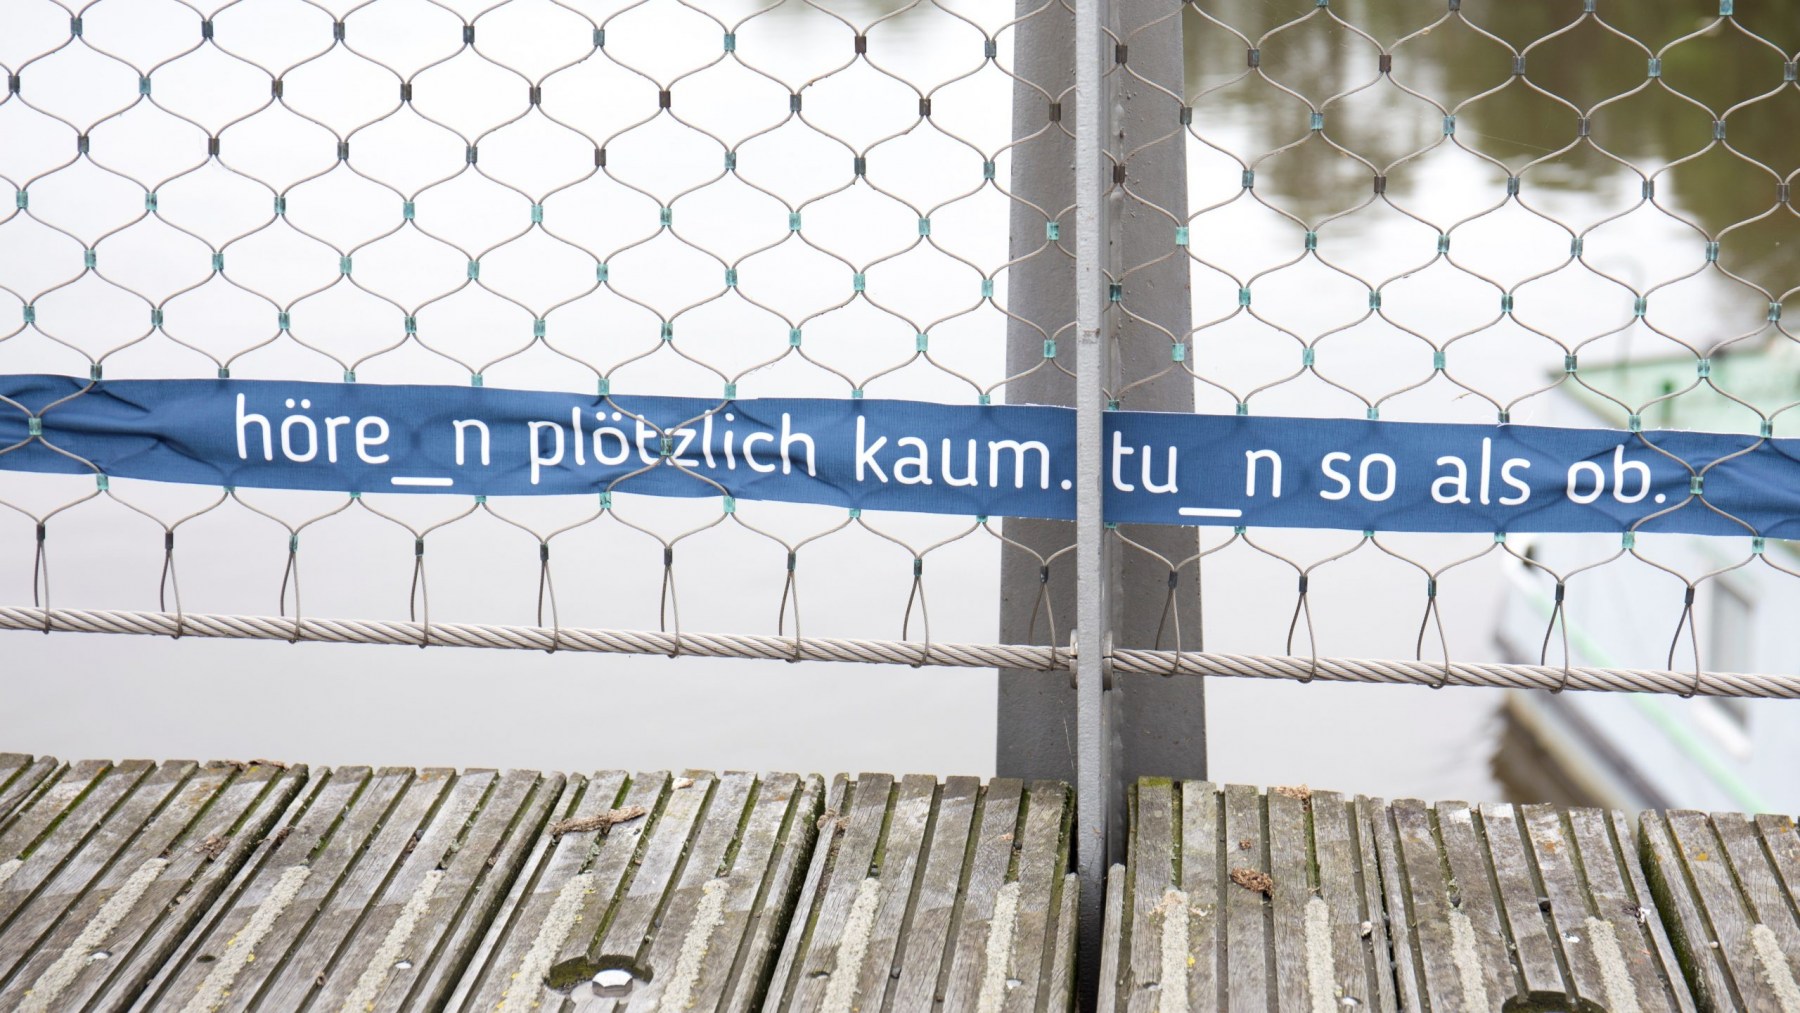 höre_n plötzlich kaum. tu_n so als ob.